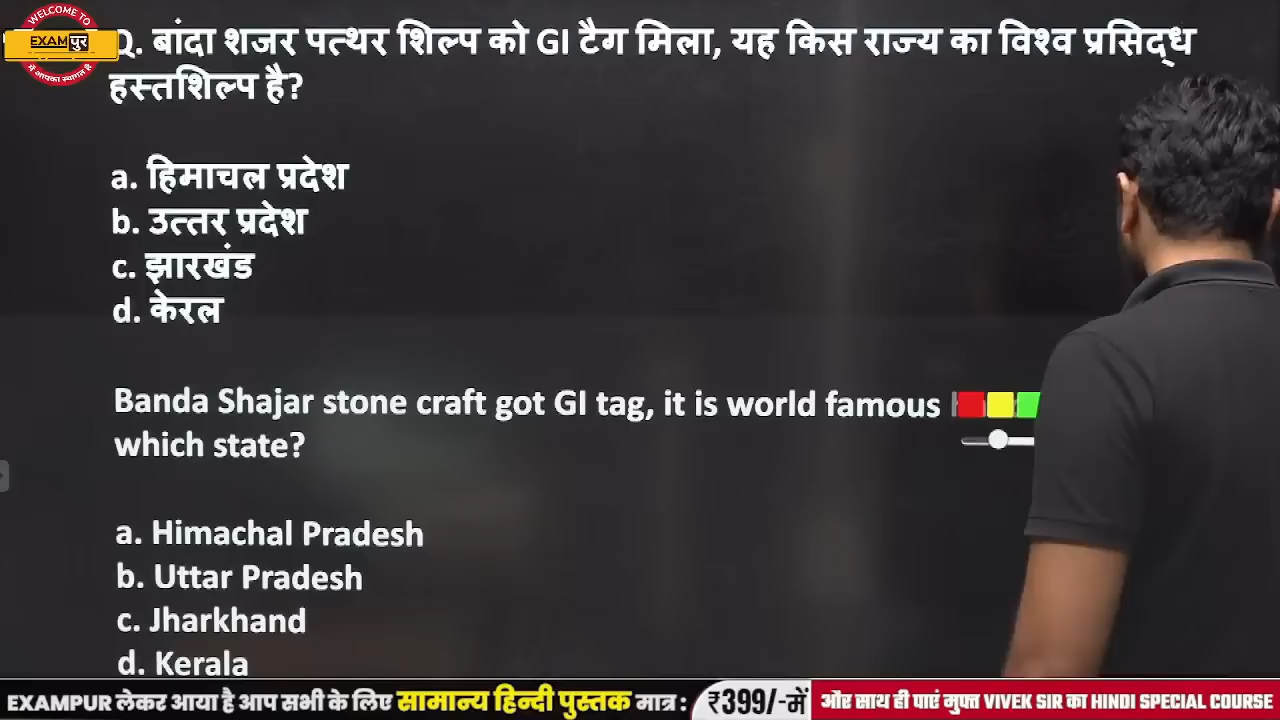 WELCOME TO
EXAMपुर
में आपका स्वागत है
Q. बांदा शजर पत्थर शिल्प को GI टैग मिला, यह किस राज्य का विश्व प्रसिद्ध
हस्तशिल्प है?
a. हिमाचल प्रदेश
b. उत्तर प्रदेश
c. झारखंड
d. केरल
Banda Shajar stone craft got GI tag, it is world famous
which state?
a. Himachal Pradesh
b. Uttar Pradesh
c. Jharkhand
d. Kerala
EXAMPUR लेकर आया है आप सभी के लिए सामान्य हिन्दी पुस्तक मात्र : ₹399/-में और साथ ही पाएं मुफ्त VIVEK SIR का HINDI SPECIAL COURSE